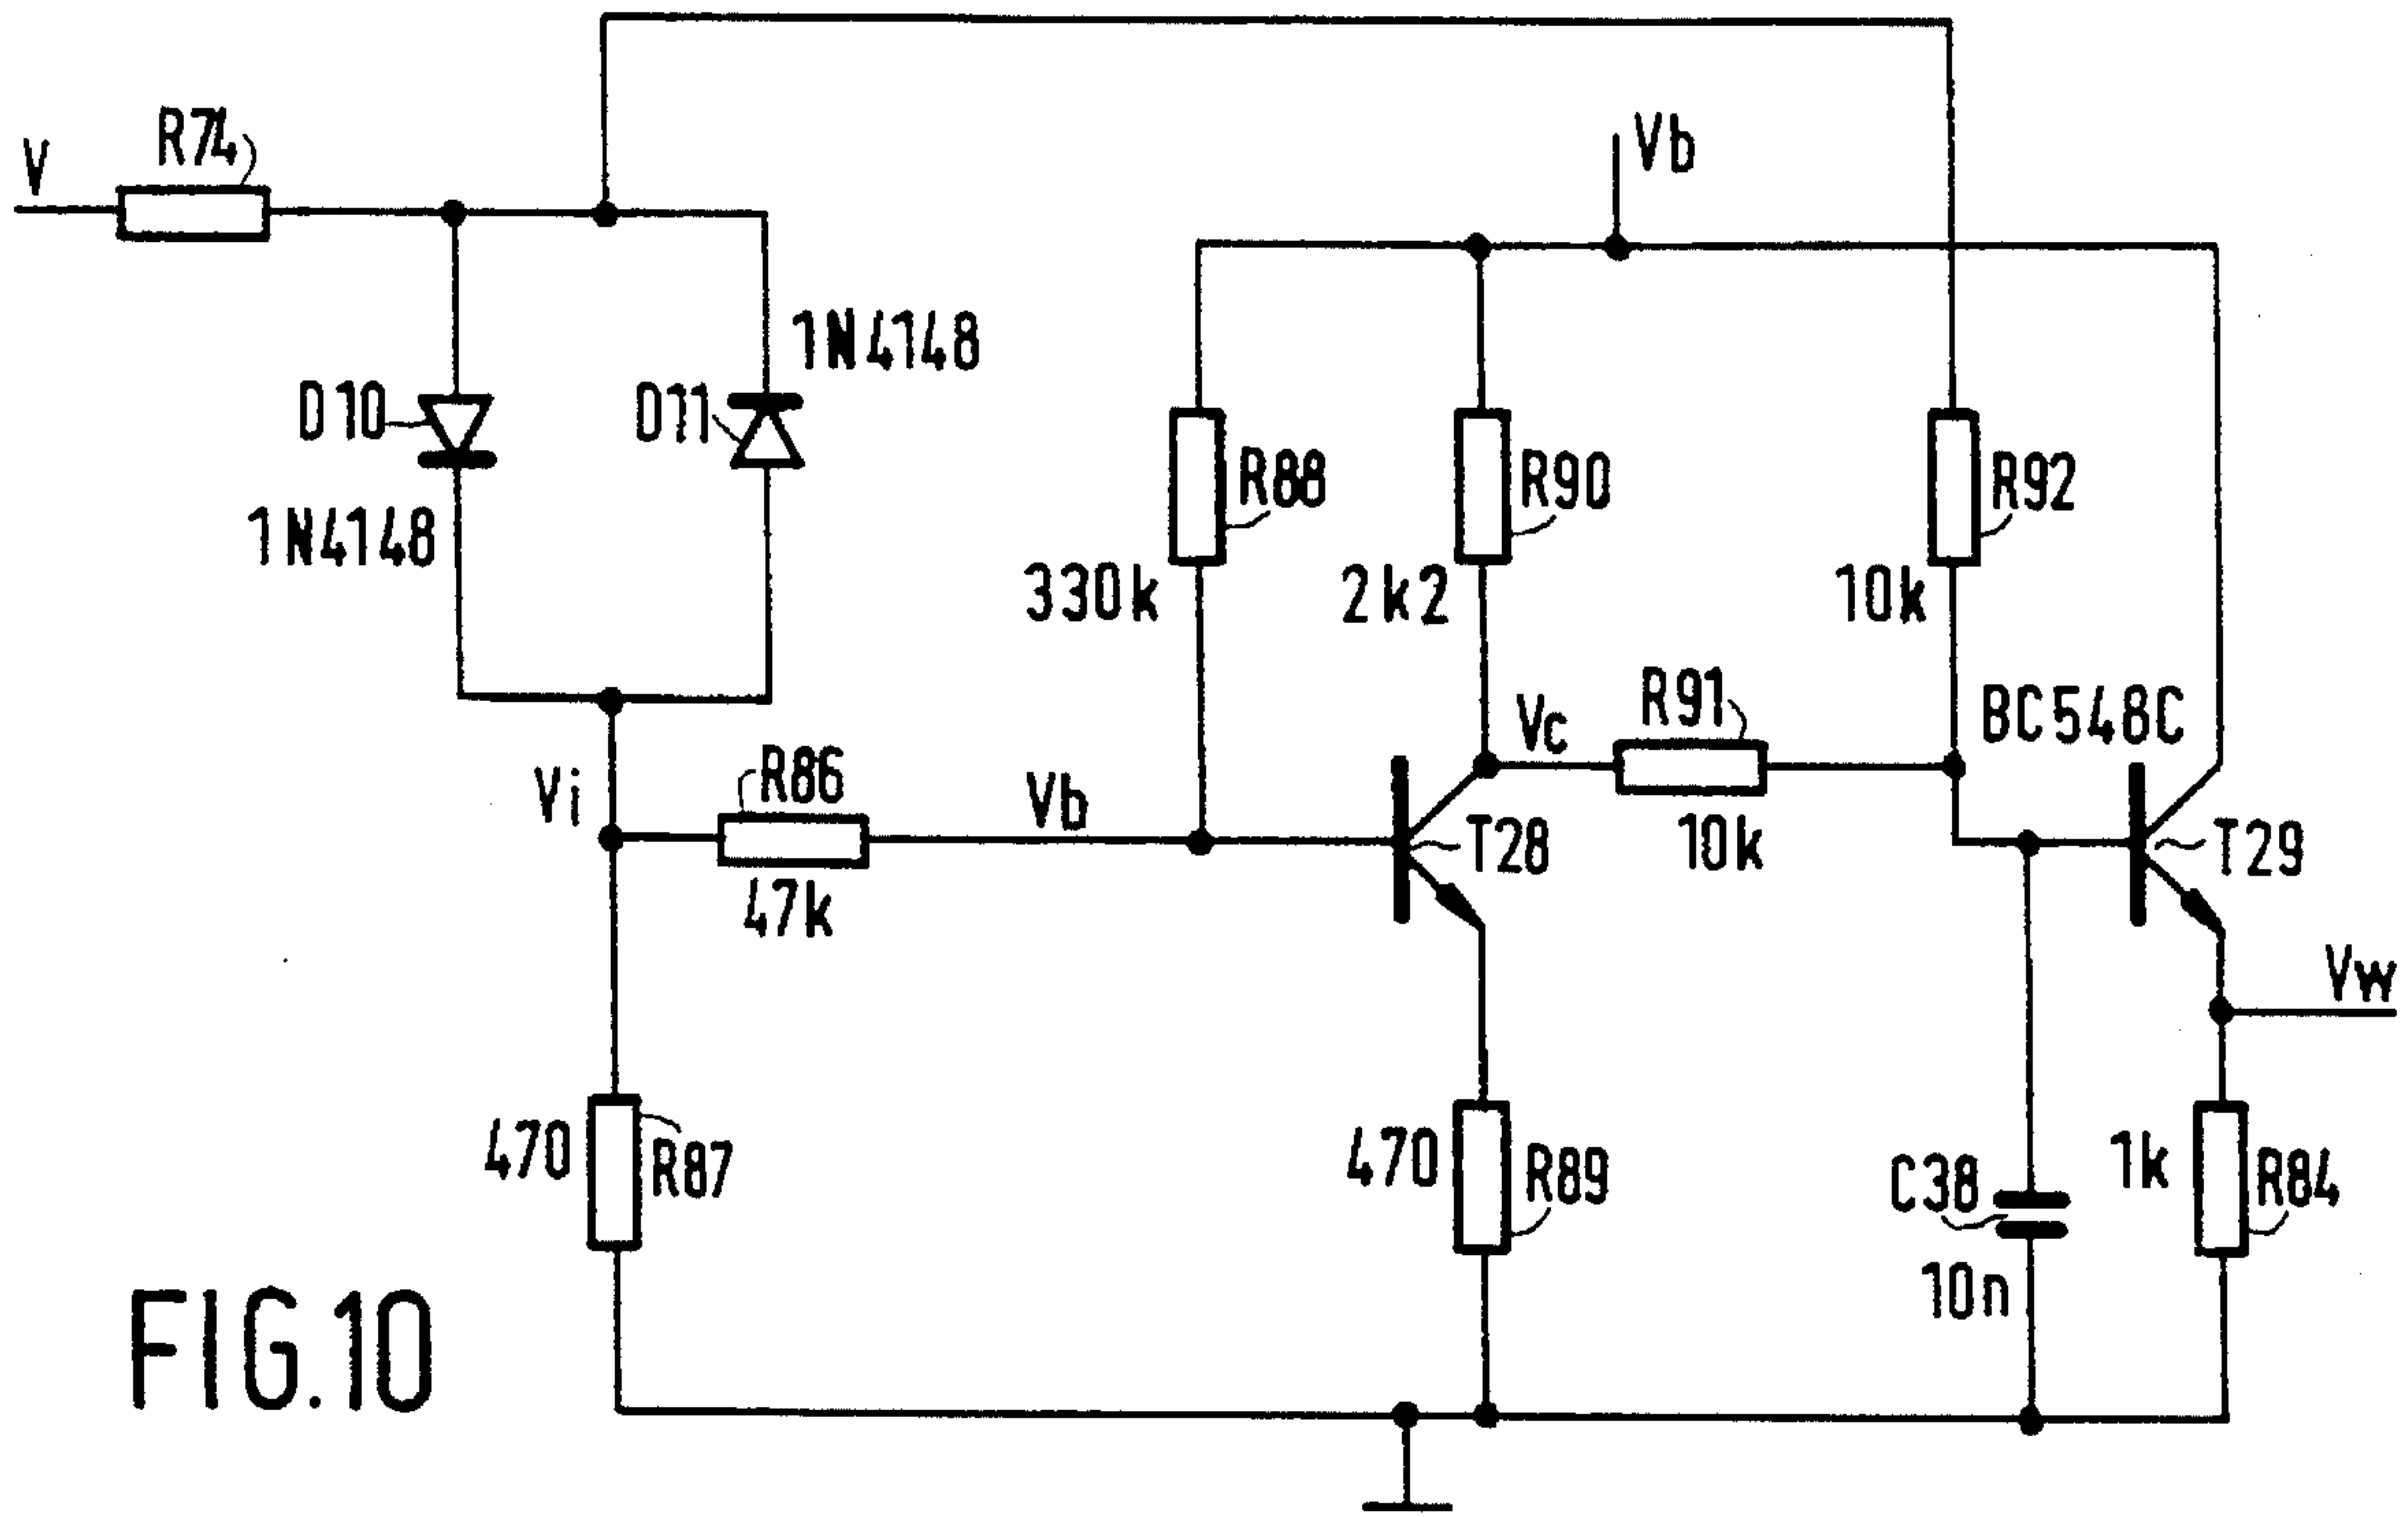 V
R74
Vb
1N4148
D10
D11
1N4148
R88
330k
R90
2k2
R92
10k
Vi
R86
47k
Vb
Vc
R91
10k
BC548C
T28
T29
Vw
470
R87
470
R89
C38
10n
1k
R84
FIG.10